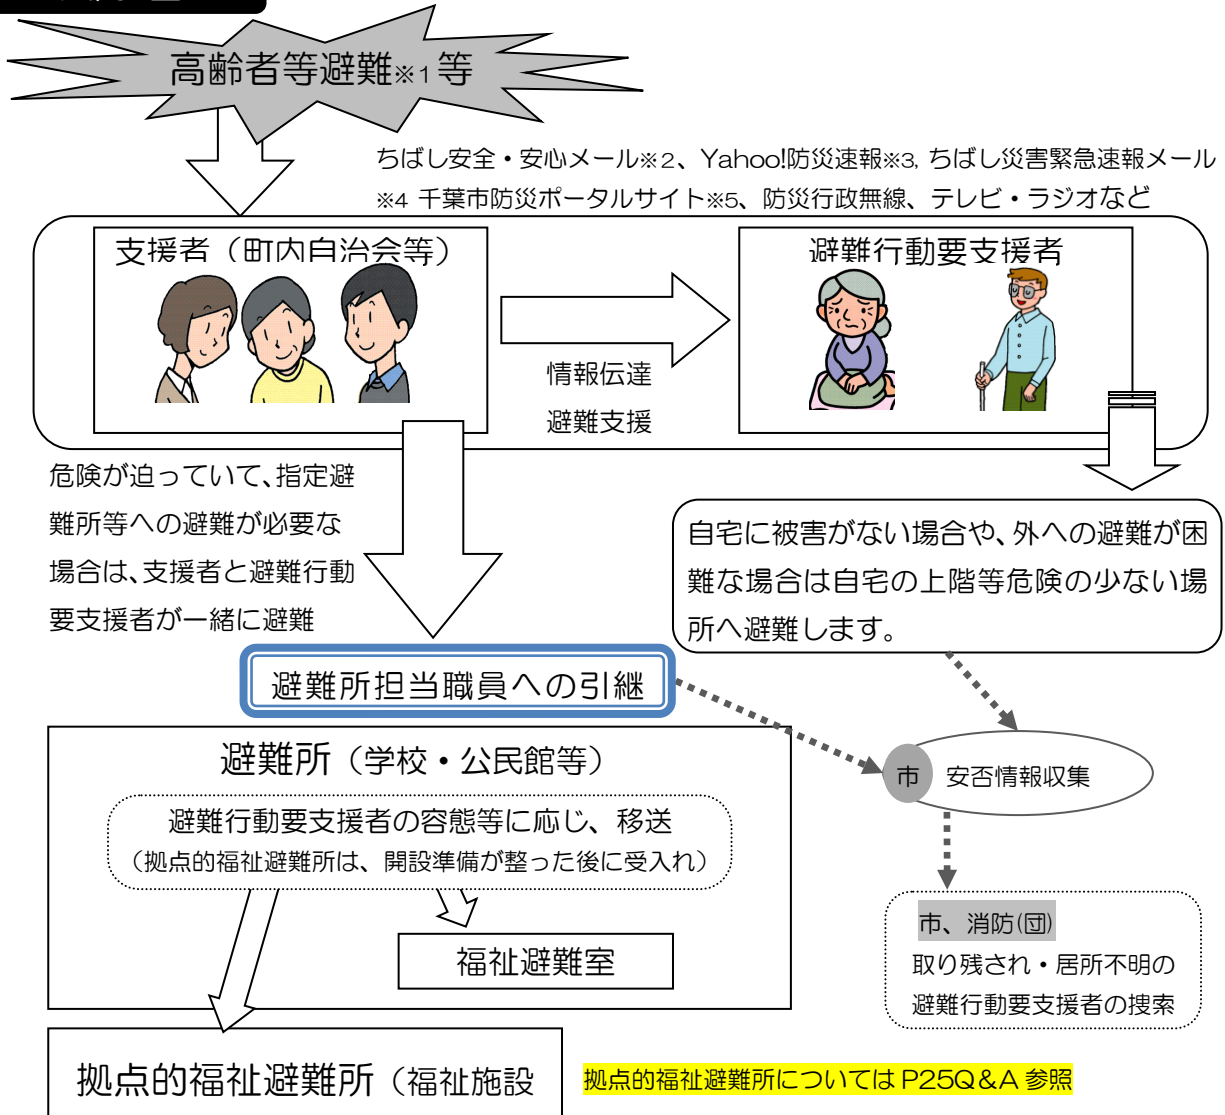 高齢者等避難※1等
ちばし安全・安心メール※2、Yahoo!防災速報※3, ちばし災害緊急速報メール
※4 千葉市防災ポータルサイト※5、防災行政無線、テレビ・ラジオなど
支援者（町内自治会等）
避難行動要支援者
情報伝達
避難支援
危険が迫っていて、指定避
難所等への避難が必要な
場合は、支援者と避難行動
要支援者が一緒に避難
自宅に被害がない場合や、外への避難が困
難な場合は自宅の上階等危険の少ない場
所へ避難します。
避難所担当職員への引継
避難所（学校・公民館等）
避難行動要支援者の容態等に応じ、移送
（拠点的福祉避難所は、開設準備が整った後に受入れ）
福祉避難室
市 安否情報収集
市、消防(団)
取り残され・居所不明の
避難行動要支援者の捜索
拠点的福祉避難所（福祉施設
拠点的福祉避難所については P25Q&A 参照